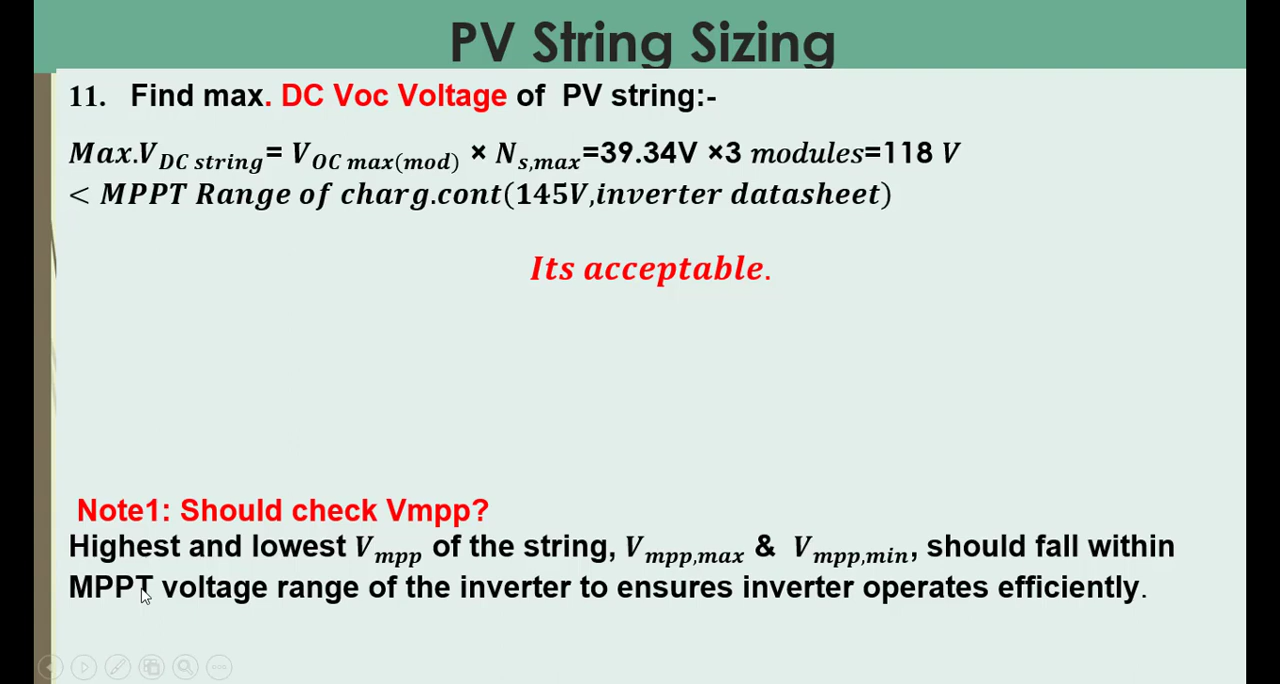 PV String Sizing
11. Find max. DC Voc Voltage of PV string:-
Max.V_DC string= V_OC max(mod) × N_s,max=39.34V ×3 modules=118 V
< MPPT Range of charg.cont(145V,inverter datasheet)
Its acceptable.
Note1: Should check Vmpp?
Highest and lowest V_mpp of the string, V_mpp,max & V_mpp,min, should fall within
MPPT voltage range of the inverter to ensures inverter operates efficiently.